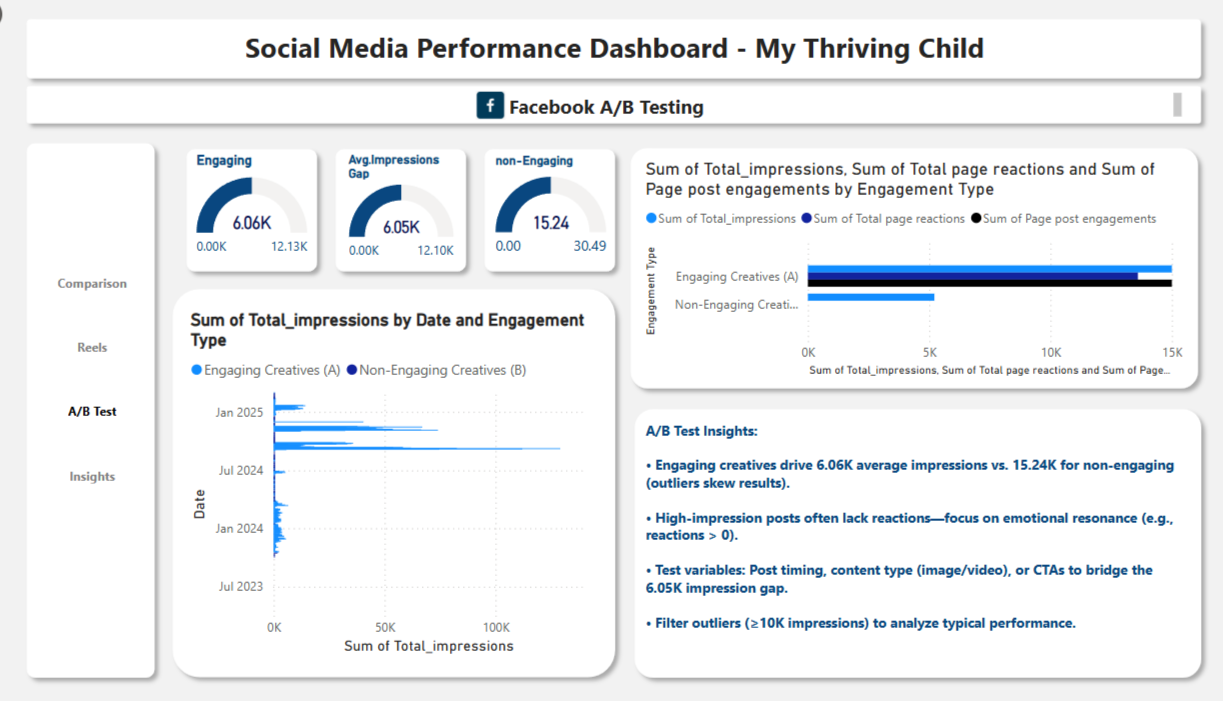 Social Media Performance Dashboard - My Thriving Child
f Facebook A/B Testing
Comparison
Reels
A/B Test
Insights
Engaging
6.06K
0.00K 12.13K
Avg.Impressions
Gap
6.05K
0.00K 12.10K
non-Engaging
15.24
0.00 30.49
Sum of Total_impressions by Date and Engagement
Type
Engaging Creatives (A) Non-Engaging Creatives (B)
Date
Jan 2025
Jul 2024
Jan 2024
Jul 2023
0K 50K 100K
Sum of Total_impressions
Sum of Total_impressions, Sum of Total page reactions and Sum of
Page post engagements by Engagement Type
Sum of Total_impressions Sum of Total page reactions Sum of Page post engagements
Engagement Type
Engaging Creatives (A)
Non-Engaging Creati...
0K 5K 10K 15K
Sum of Total_impressions, Sum of Total page reactions and Sum of Page...
A/B Test Insights:
• Engaging creatives drive 6.06K average impressions vs. 15.24K for non-engaging
(outliers skew results).
• High-impression posts often lack reactions—focus on emotional resonance (e.g.,
reactions > 0).
• Test variables: Post timing, content type (image/video), or CTAs to bridge the
6.05K impression gap.
• Filter outliers (≥10K impressions) to analyze typical performance.